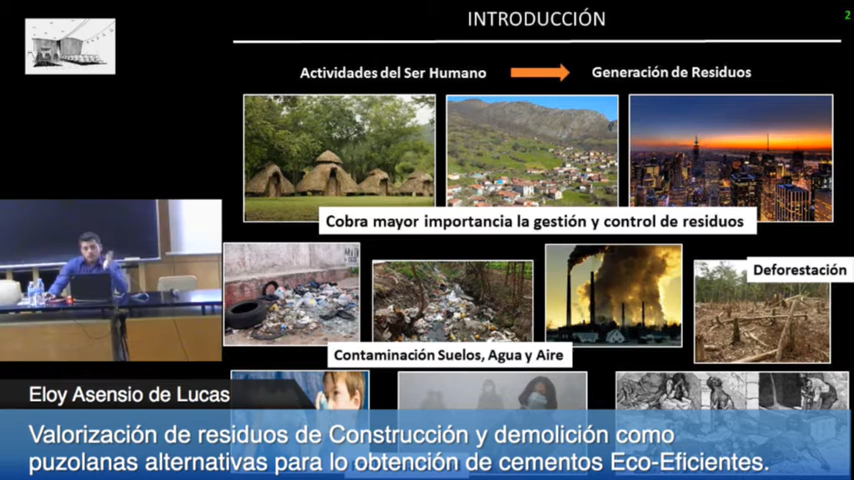 INTRODUCCIÓN
2
Actividades del Ser Humano
Generación de Residuos
Cobra mayor importancia la gestión y control de residuos
Deforestación
Contaminación Suelos, Agua y Aire
Eloy Asensio de Lucas
Valorización de residuos de Construcción y demolición como
puzolanas alternativas para lo obtención de cementos Eco-Eficientes.